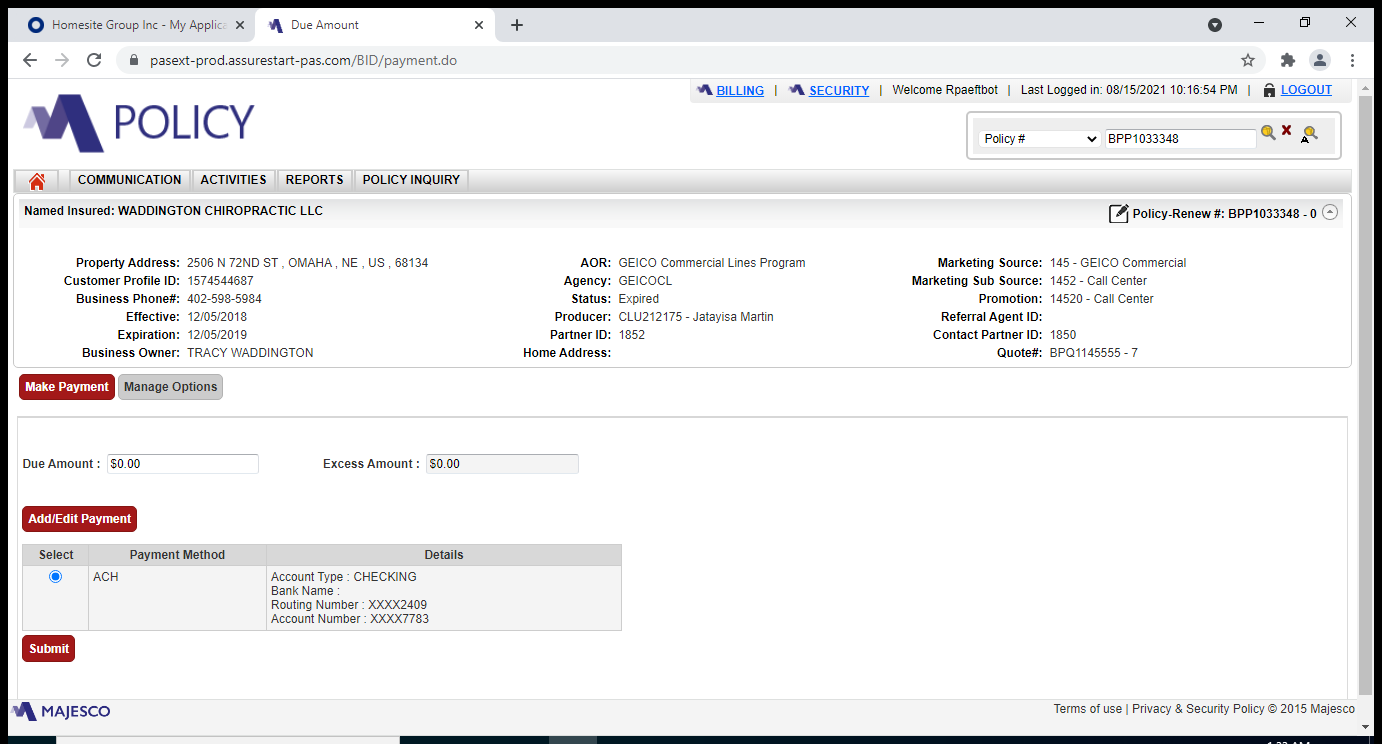 Homesite Group Inc - My Applica
Due Amount
pasext-prod.assurestart-pas.com/BID/payment.do
BILLING | SECURITY | Welcome Rpaeftbot | Last Logged in: 08/15/2021 10:16:54 PM | LOGOUT
POLICY
Policy # BPP1033348
A
COMMUNICATION ACTIVITIES REPORTS POLICY INQUIRY
Named Insured: WADDINGTON CHIROPRACTIC LLC Policy-Renew #: BPP1033348 - 0
Property Address: 2506 N 72ND ST , OMAHA , NE , US , 68134 AOR: GEICO Commercial Lines Program Marketing Source: 145 - GEICO Commercial
Customer Profile ID: 1574544687 Agency: GEICOCL Marketing Sub Source: 1452 - Call Center
Business Phone#: 402-598-5984 Status: Expired Promotion: 14520 - Call Center
Effective: 12/05/2018 Producer: CLU212175 - Jatayisa Martin Referral Agent ID:
Expiration: 12/05/2019 Partner ID: 1852 Contact Partner ID: 1850
Business Owner: TRACY WADDINGTON Home Address: Quote#: BPQ1145555 - 7
Make Payment Manage Options
Due Amount : $0.00 Excess Amount : $0.00
Add/Edit Payment
Select Payment Method Details
ACH Account Type : CHECKING
Bank Name :
Routing Number : XXXX2409
Account Number : XXXX7783
Submit
MAJESCO Terms of use | Privacy & Security Policy © 2015 Majesco